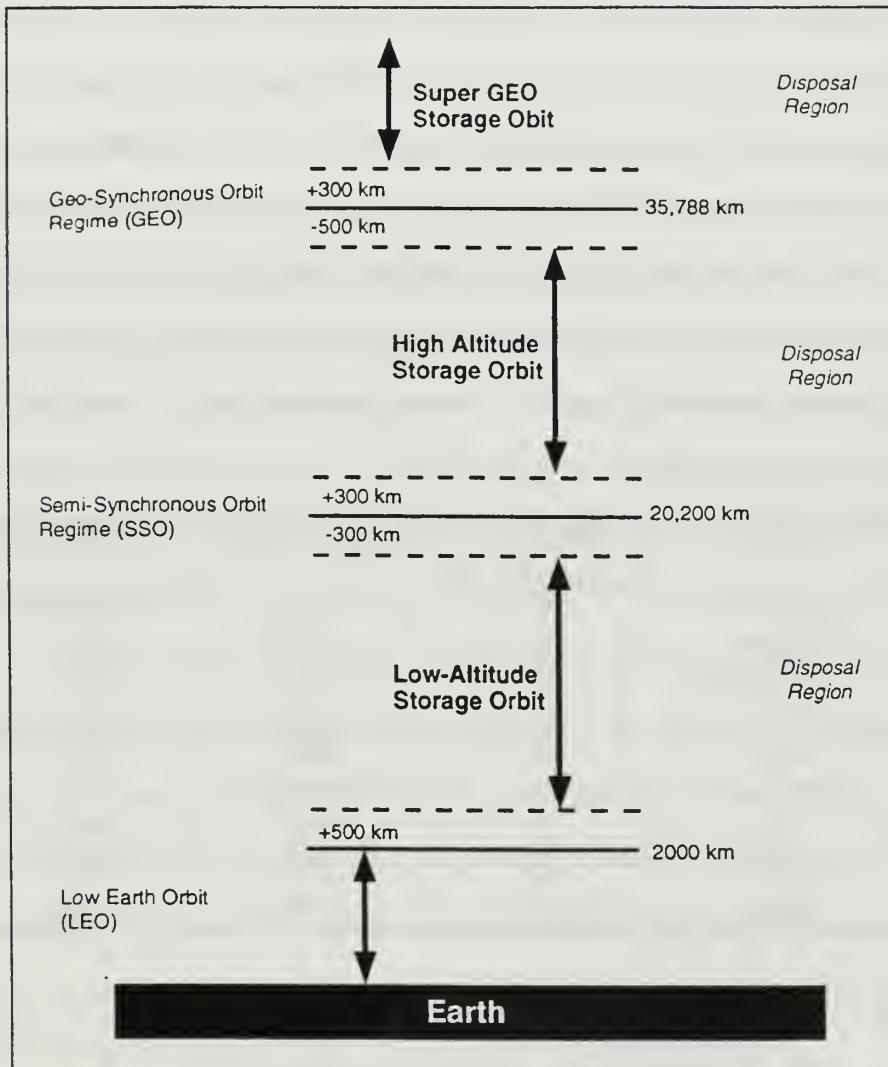 Super GEO
Storage Obit
Disposal
Region
Geo-Synchronous Orbit
Regime (GEO)
+300 km
35,788 km
-500 km
High Altitude
Storage Orbit
Disposal
Region
Semi-Synchronous Orbit
Regime (SSO)
+300 km
20,200 km
-300 km
Low-Altitude
Storage Orbit
Disposal
Region
+500 km
2000 km
Low Earth Orbit
(LEO)
Earth